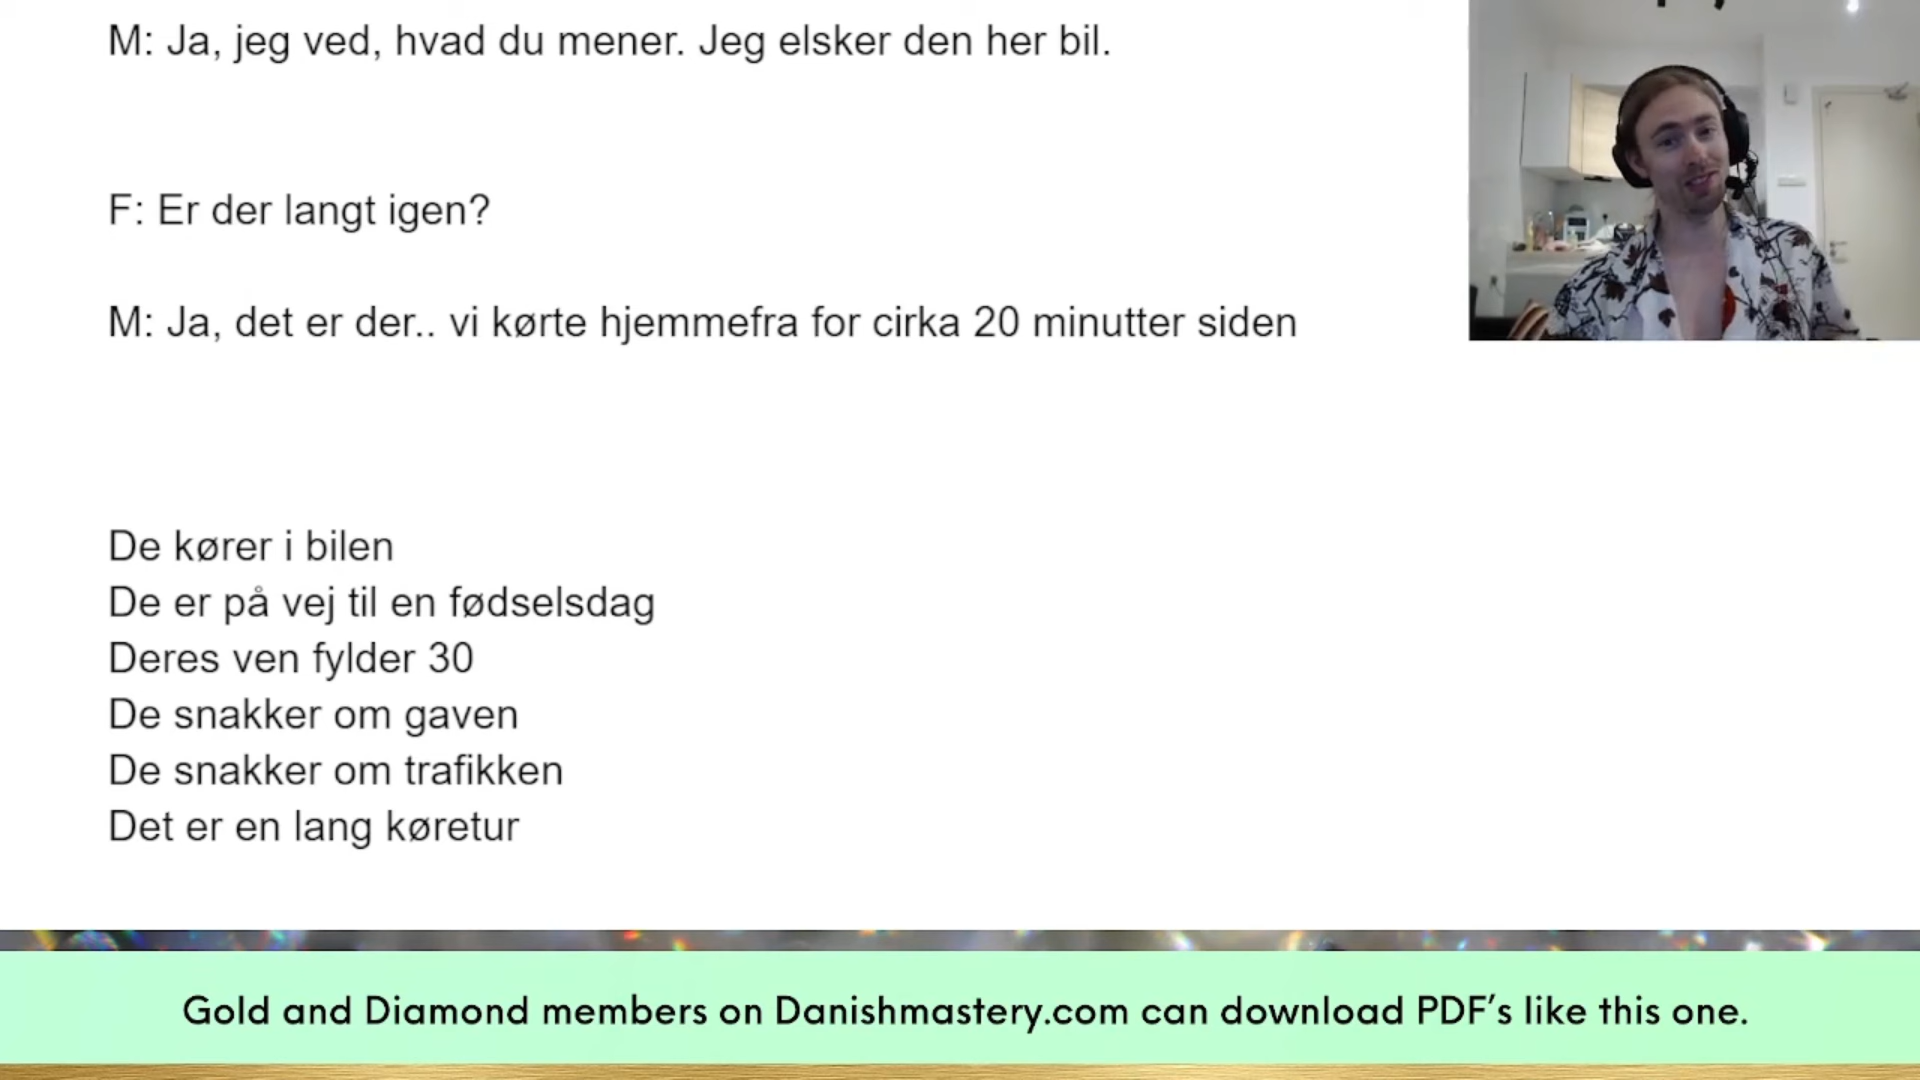 M: Ja, jeg ved, hvad du mener. Jeg elsker den her bil.
F: Er der langt igen?
M: Ja, det er der.. vi kørte hjemmefra for cirka 20 minutter siden
De kører i bilen
De er på vej til en fødselsdag
Deres ven fylder 30
De snakker om gaven
De snakker om trafikken
Det er en lang køretur
Gold and Diamond members on Danishmastery.com can download PDF’s like this one.